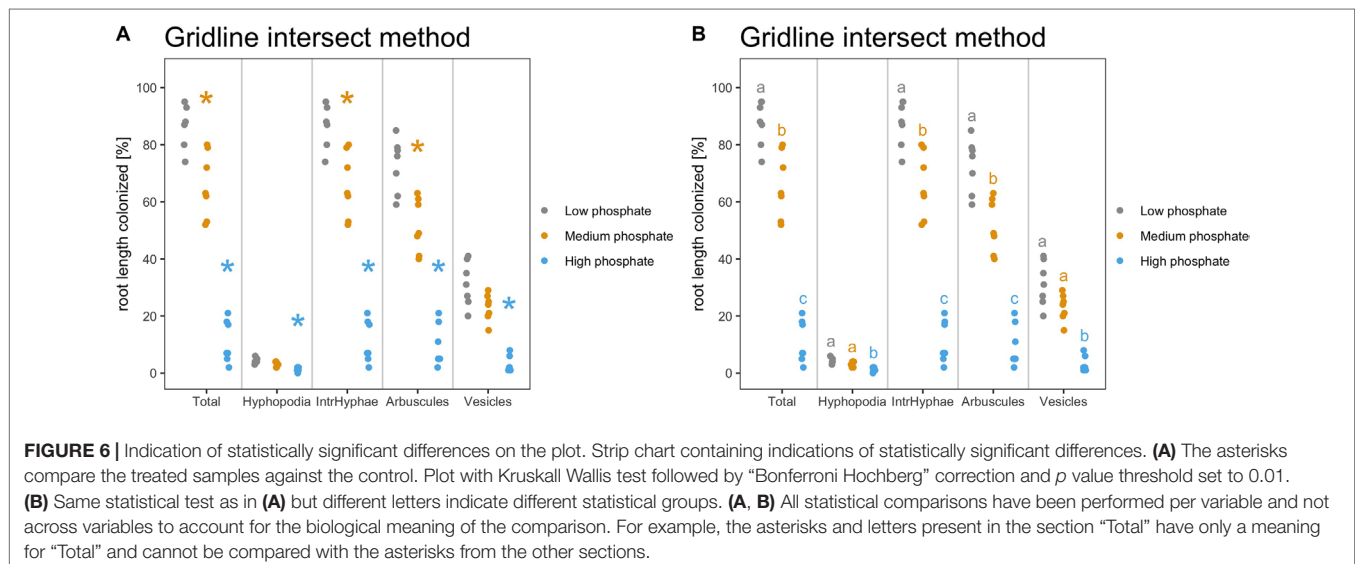 A Gridline intersect method
root length colonized [%]
100
80
60
40
20
0
*
*
*
*
*
*
*
*
Total Hyphopodia IntrHyphae Arbuscules Vesicles
Low phosphate
Medium phosphate
High phosphate
B Gridline intersect method
root length colonized [%]
100
80
60
40
20
0
a
b
c
a
a
b
a
b
c
a
b
c
a
a
b
Total Hyphopodia IntrHyphae Arbuscules Vesicles
Low phosphate
Medium phosphate
High phosphate
FIGURE 6 | Indication of statistically significant differences on the plot. Strip chart containing indications of statistically significant differences. (A) The asterisks
compare the treated samples against the control. Plot with Kruskall Wallis test followed by “Bonferroni Hochberg” correction and p value threshold set to 0.01.
(B) Same statistical test as in (A) but different letters indicate different statistical groups. (A, B) All statistical comparisons have been performed per variable and not
across variables to account for the biological meaning of the comparison. For example, the asterisks and letters present in the section “Total” have only a meaning
for “Total” and cannot be compared with the asterisks from the other sections.